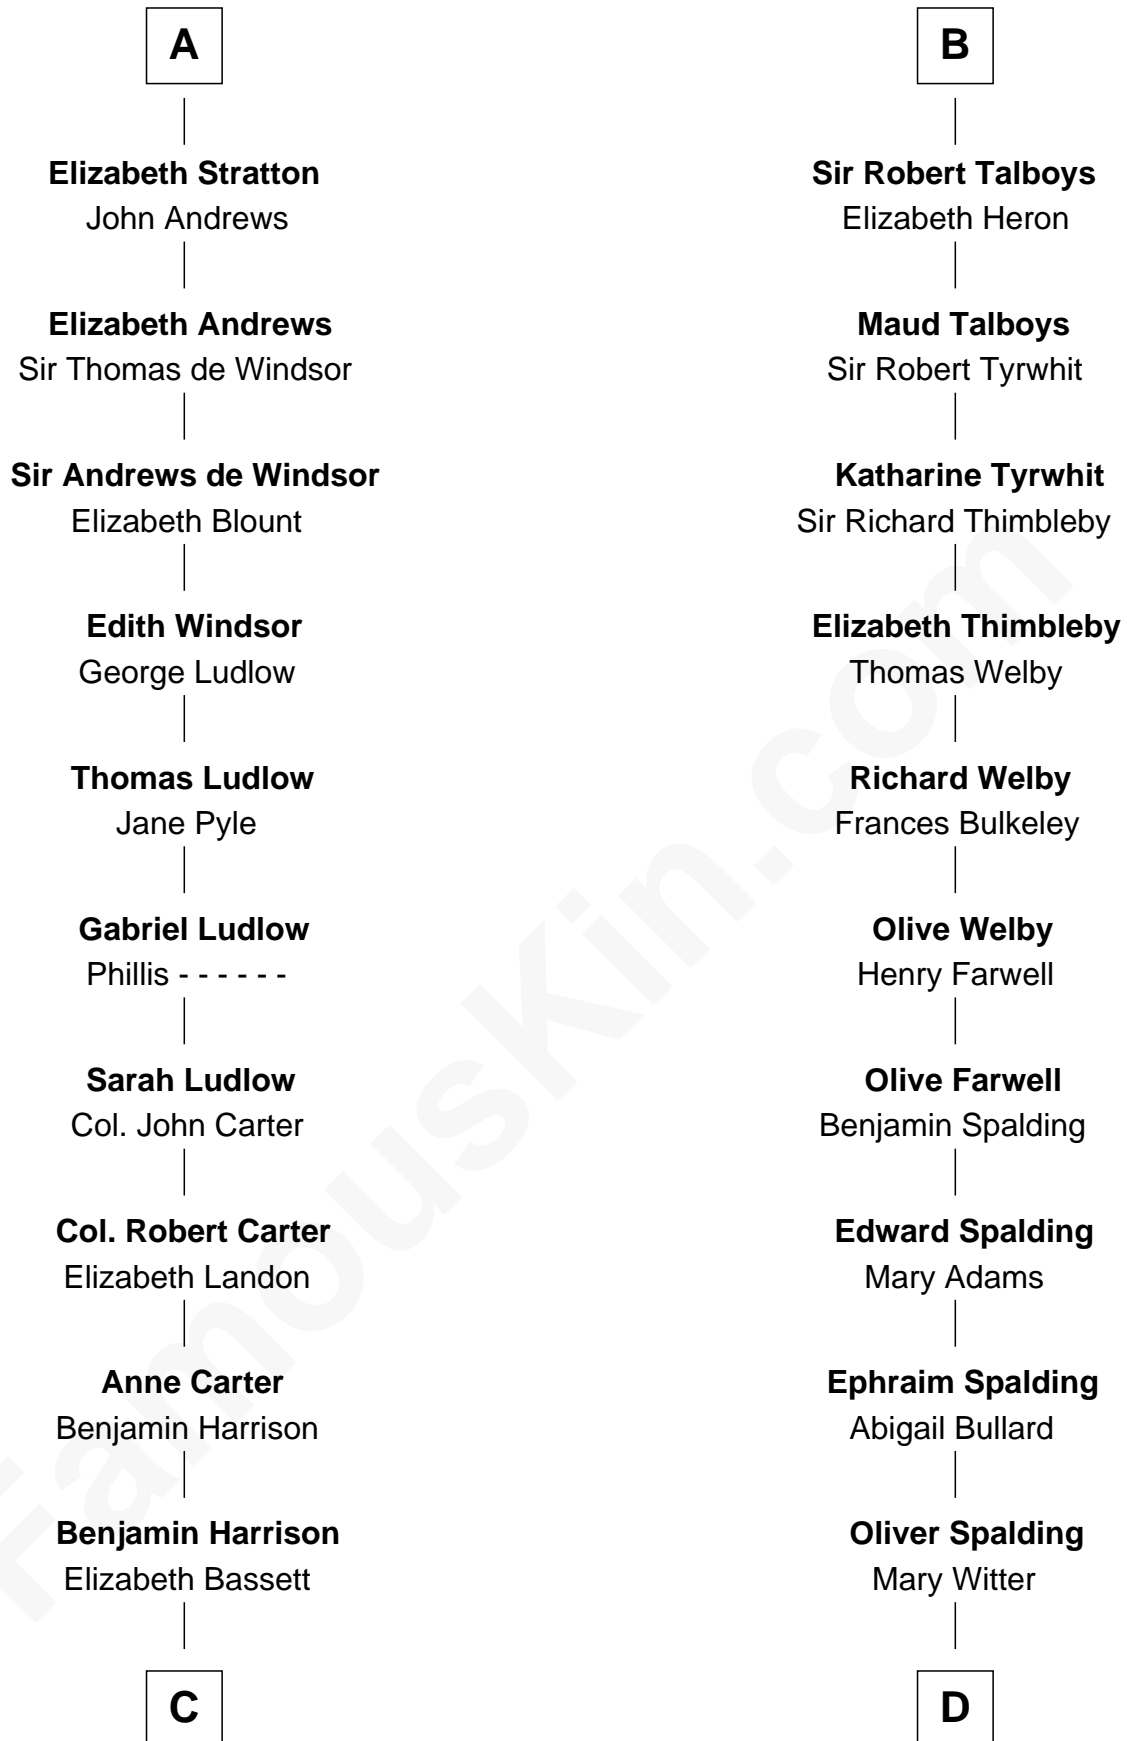 A
Elizabeth Stratton
John Andrews
Elizabeth Andrews
Sir Thomas de Windsor
Sir Andrews de Windsor
Elizabeth Blount
Edith Windsor
George Ludlow
Thomas Ludlow
Jane Pyle
Gabriel Ludlow
Phillis - - - - - -
Sarah Ludlow
Col. John Carter
Col. Robert Carter
Elizabeth Landon
Anne Carter
Benjamin Harrison
Benjamin Harrison
Elizabeth Bassett
C
B
Sir Robert Talboys
Elizabeth Heron
Maud Talboys
Sir Robert Tyrwhit
Katharine Tyrwhit
Sir Richard Thimbleby
Elizabeth Thimbleby
Thomas Welby
Richard Welby
Frances Bulkeley
Olive Welby
Henry Farwell
Olive Farwell
Benjamin Spalding
Edward Spalding
Mary Adams
Ephraim Spalding
Abigail Bullard
Oliver Spalding
Mary Witter
D
FamousKin.com